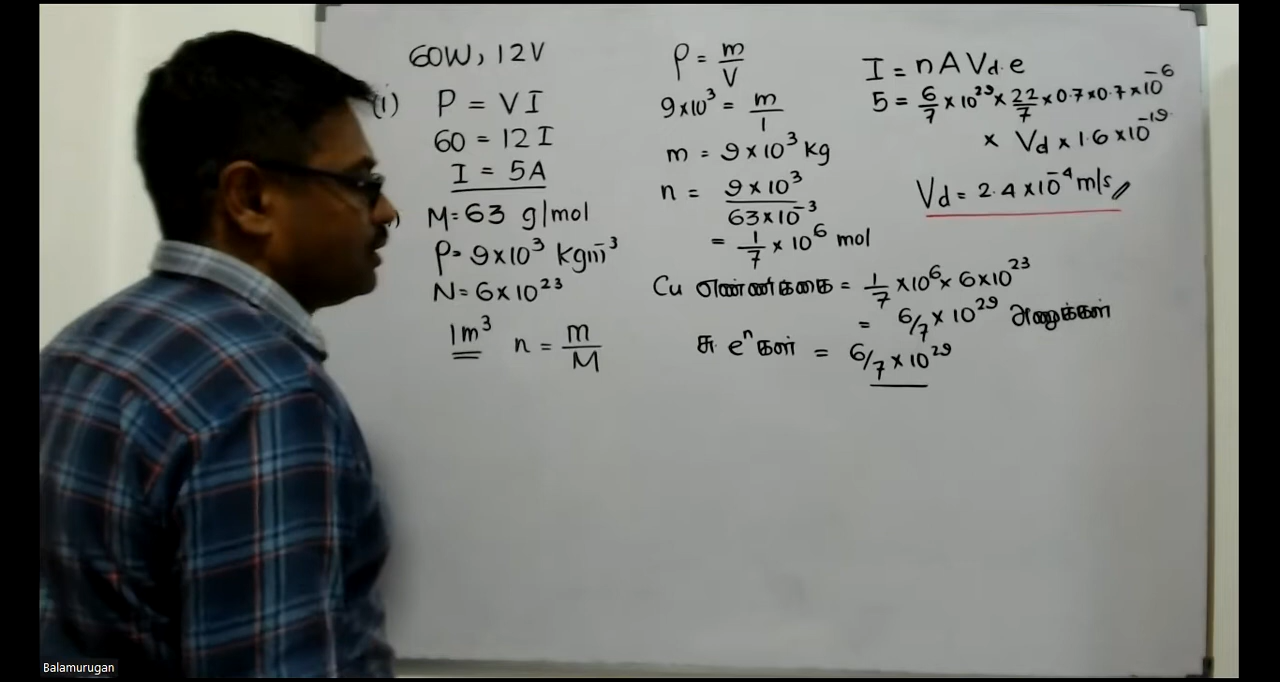 60W, 12V
(i) P = VI
60 = 12 I
I = 5A
) M = 63 g/mol
ρ = 9×10³ kgm⁻³
N = 6×10²³
1m³ n = m/M
ρ = m/V
9×10³ = m/1
m = 9×10³ kg
n = 9×10³/63×10⁻³
= 1/7 × 10⁶ mol
Cu எண்ணிக்கை = 1/7 ×10⁶× 6×10²³
= 6/7 × 10²⁹ அணுக்கள்
சு. eⁿகள் = 6/7 × 10²⁹
I = nAVd.e
5 = 6/7 × 10²⁹ × 22/7 × 0.7×0.7×10⁻⁶
× Vd × 1.6×10⁻¹⁹
Vd = 2.4 ×10⁻⁴ m/s
Balamurugan